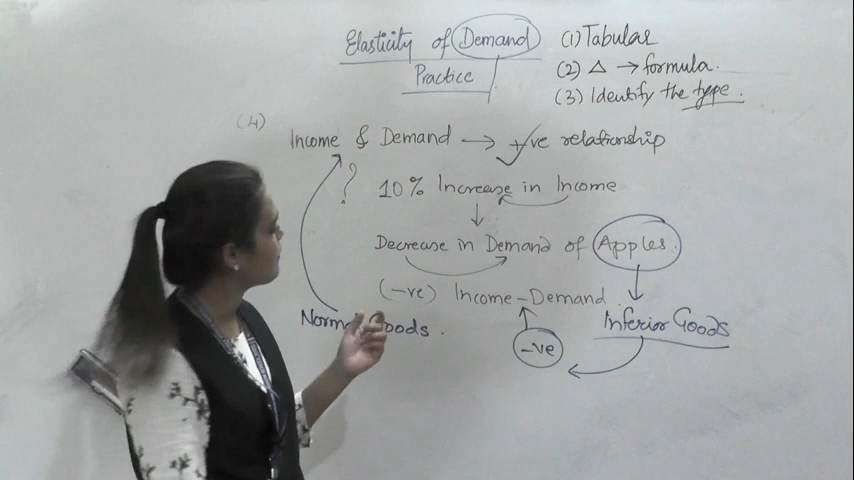 Elasticity of Demand
Practice
(1) Tabular
(2) Δ → formula.
(3) Identify the type.
(4)
Income & Demand → +ve relationship
? 10% Increase in Income
↓
Decrease in Demand of Apples.
(-ve) Income-Demand.
Normal Goods.
Inferior Goods
-ve